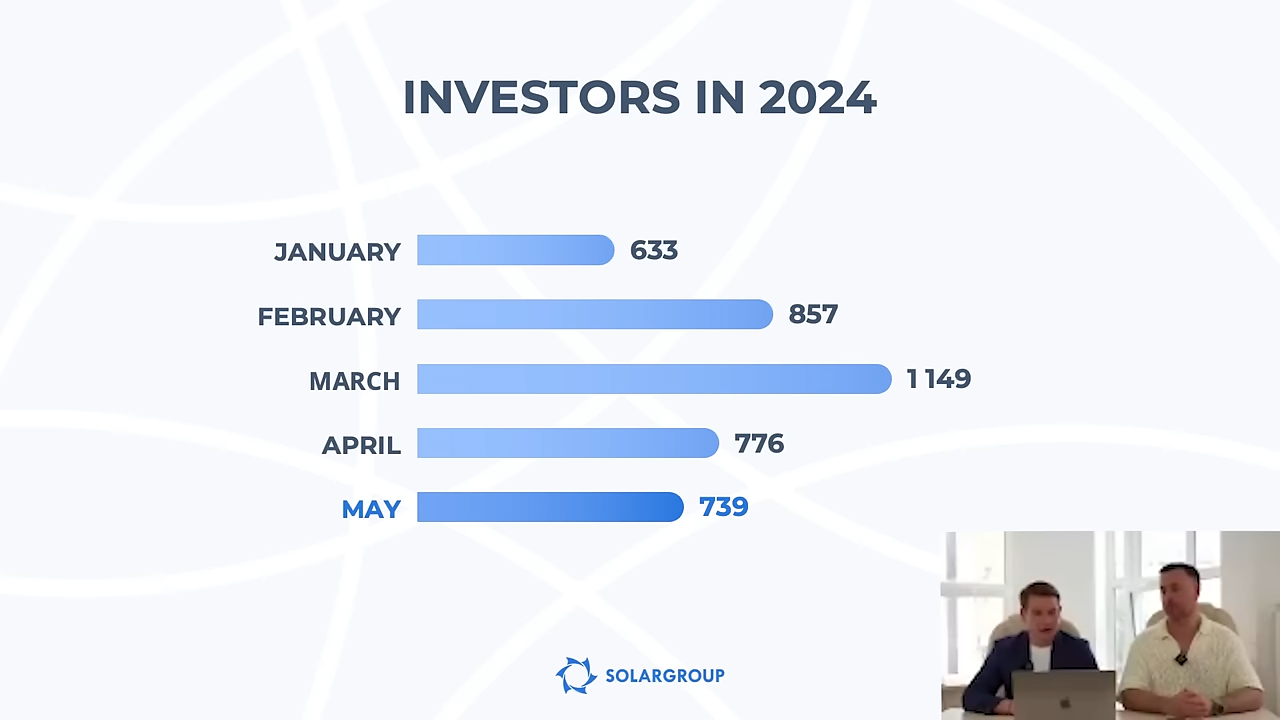 INVESTORS IN 2024
JANUARY 633
FEBRUARY 857
MARCH 1 149
APRIL 776
MAY 739
SOLARGROUP